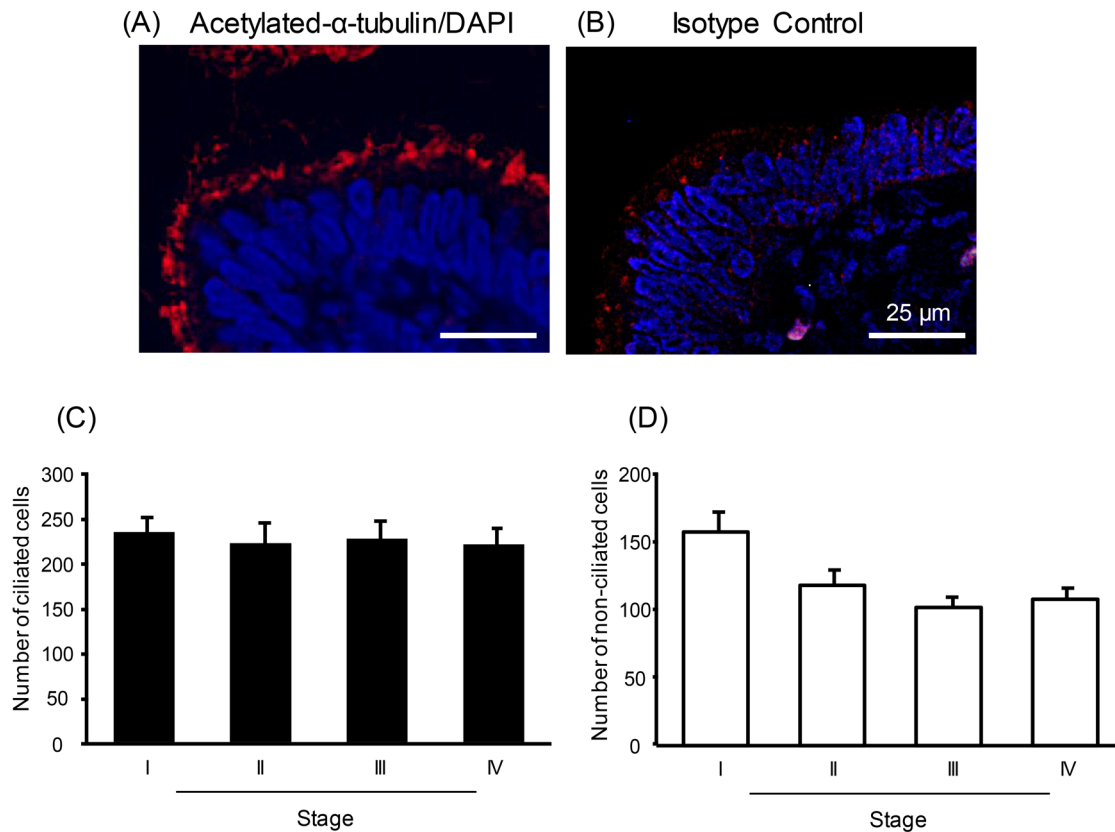 (A) Acetylated-α-tubulin/DAPI
(B) Isotype Control
25 µm
(C)
Number of ciliated cells
300
250
200
150
100
50
0
I II III IV
Stage
(D)
Number of non-ciliated cells
200
150
100
50
0
I II III IV
Stage